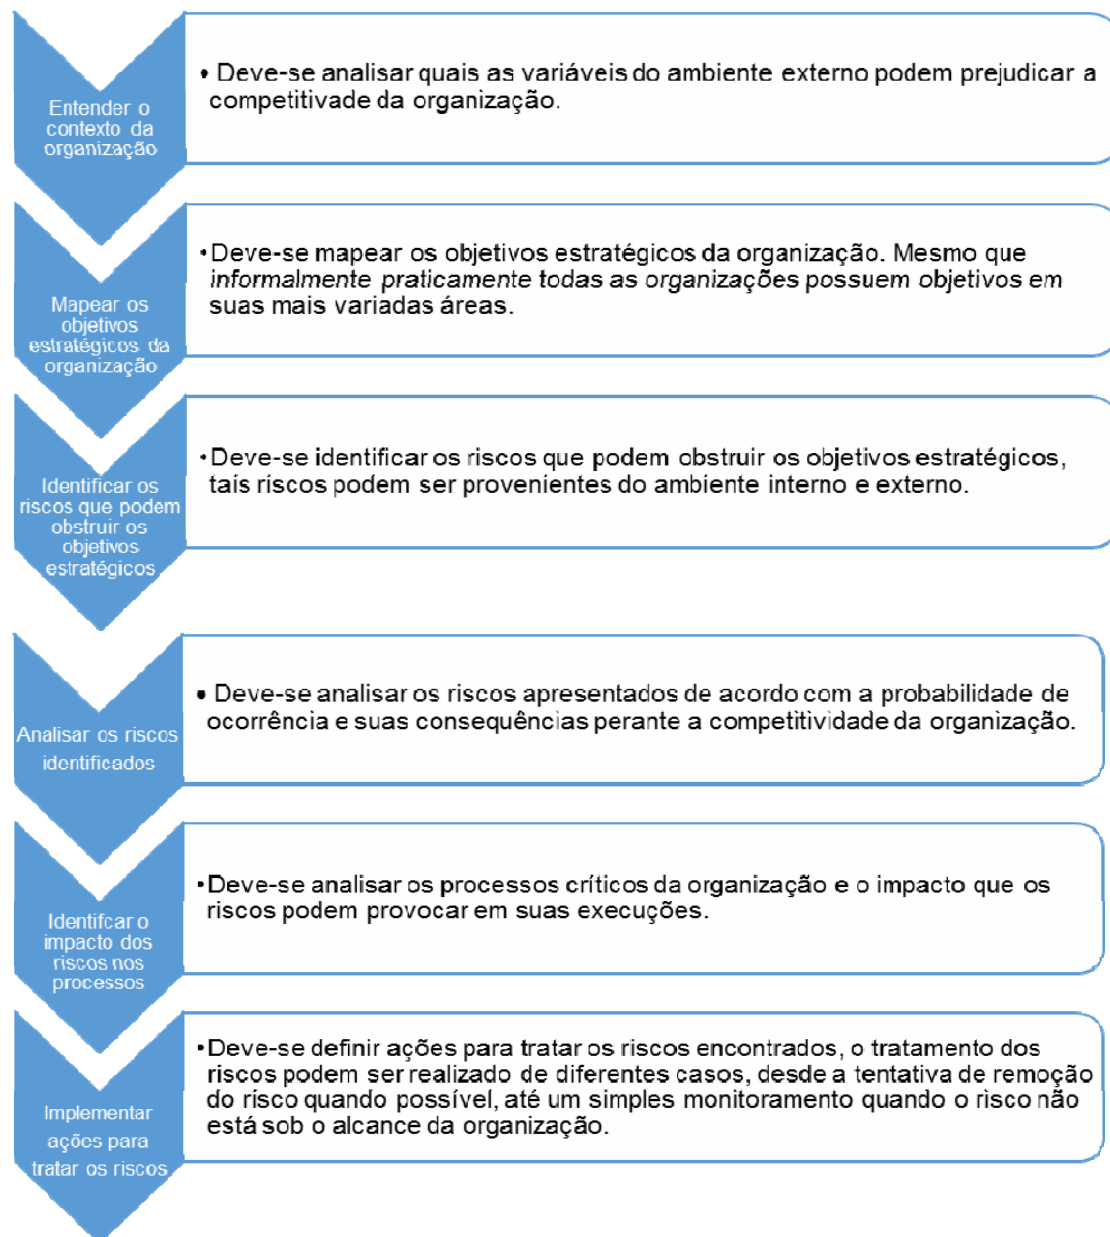 Entender o
contexto da
organização
• Deve-se analisar quais as variáveis do ambiente externo podem prejudicar a
competitivade da organização.
Mapear os
objetivos
estratégicos da
organização
• Deve-se mapear os objetivos estratégicos da organização. Mesmo que
informalmente praticamente todas as organizações possuem objetivos em
suas mais variadas áreas.
Identificar os
riscos que podem
obstruir os
objetivos
estratégicos
• Deve-se identificar os riscos que podem obstruir os objetivos estratégicos,
tais riscos podem ser provenientes do ambiente interno e externo.
Analisar os riscos
identificados
• Deve-se analisar os riscos apresentados de acordo com a probabilidade de
ocorrência e suas consequências perante a competitividade da organização.
Identifcar o
impacto dos
riscos nos
processos
• Deve-se analisar os processos críticos da organização e o impacto que os
riscos podem provocar em suas execuções.
Implementar
ações para
tratar os riscos
• Deve-se definir ações para tratar os riscos encontrados, o tratamento dos
riscos podem ser realizado de diferentes casos, desde a tentativa de remoção
do risco quando possível, até um simples monitoramento quando o risco não
está sob o alcance da organização.